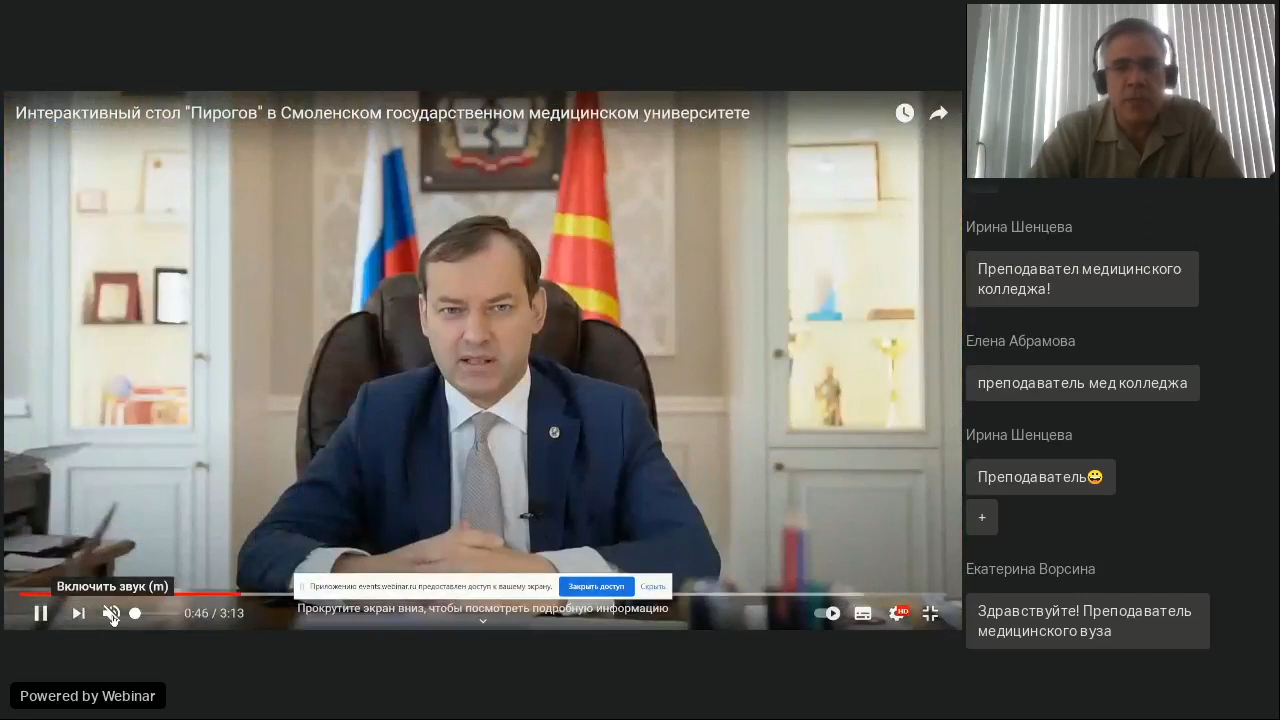 Интерактивный стол "Пирогов" в Смоленском государственном медицинском университете
Включить звук (m)
0:46 / 3:13
Приложению events.webinar.ru предоставлен доступ к вашему экрану.
Закрыть доступ
Скрыть
Прокрутите экран вниз, чтобы посмотреть подробную информацию
HD
Powered by Webinar
Ирина Шенцева
Преподавател медицинского
колледжа!
Елена Абрамова
преподаватель мед колледжа
Ирина Шенцева
Преподаватель😀
+
Екатерина Ворсина
Здравствуйте! Преподаватель
медицинского вуза